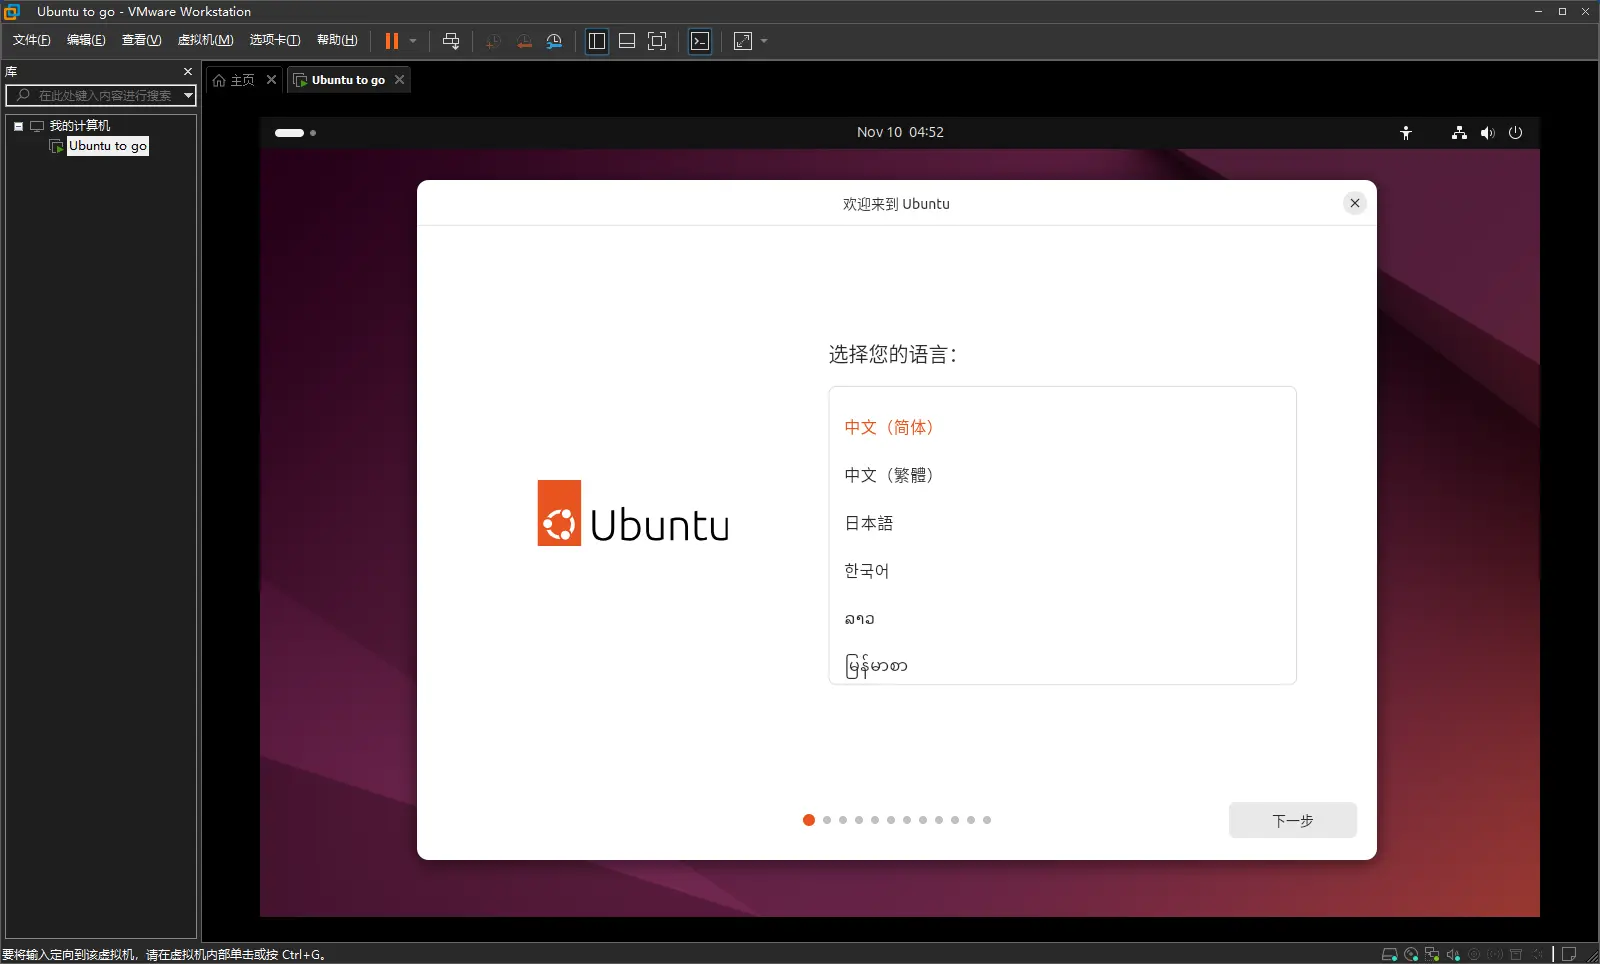 Ubuntu to go - VMware Workstation
文件(F) 编辑(E) 查看(V) 虚拟机(M) 选项卡(T) 帮助(H)
库
主页
Ubuntu to go
在此处键入内容进行搜索
我的计算机
Ubuntu to go
Nov 10 04:52
欢迎来到 Ubuntu
选择您的语言：
中文（简体）
中文（繁體）
日本語
한국어
ລາວ
မြန်မာစာ
Ubuntu
下一步
要将输入定向到该虚拟机，请在虚拟机内部单击或按 Ctrl+G。